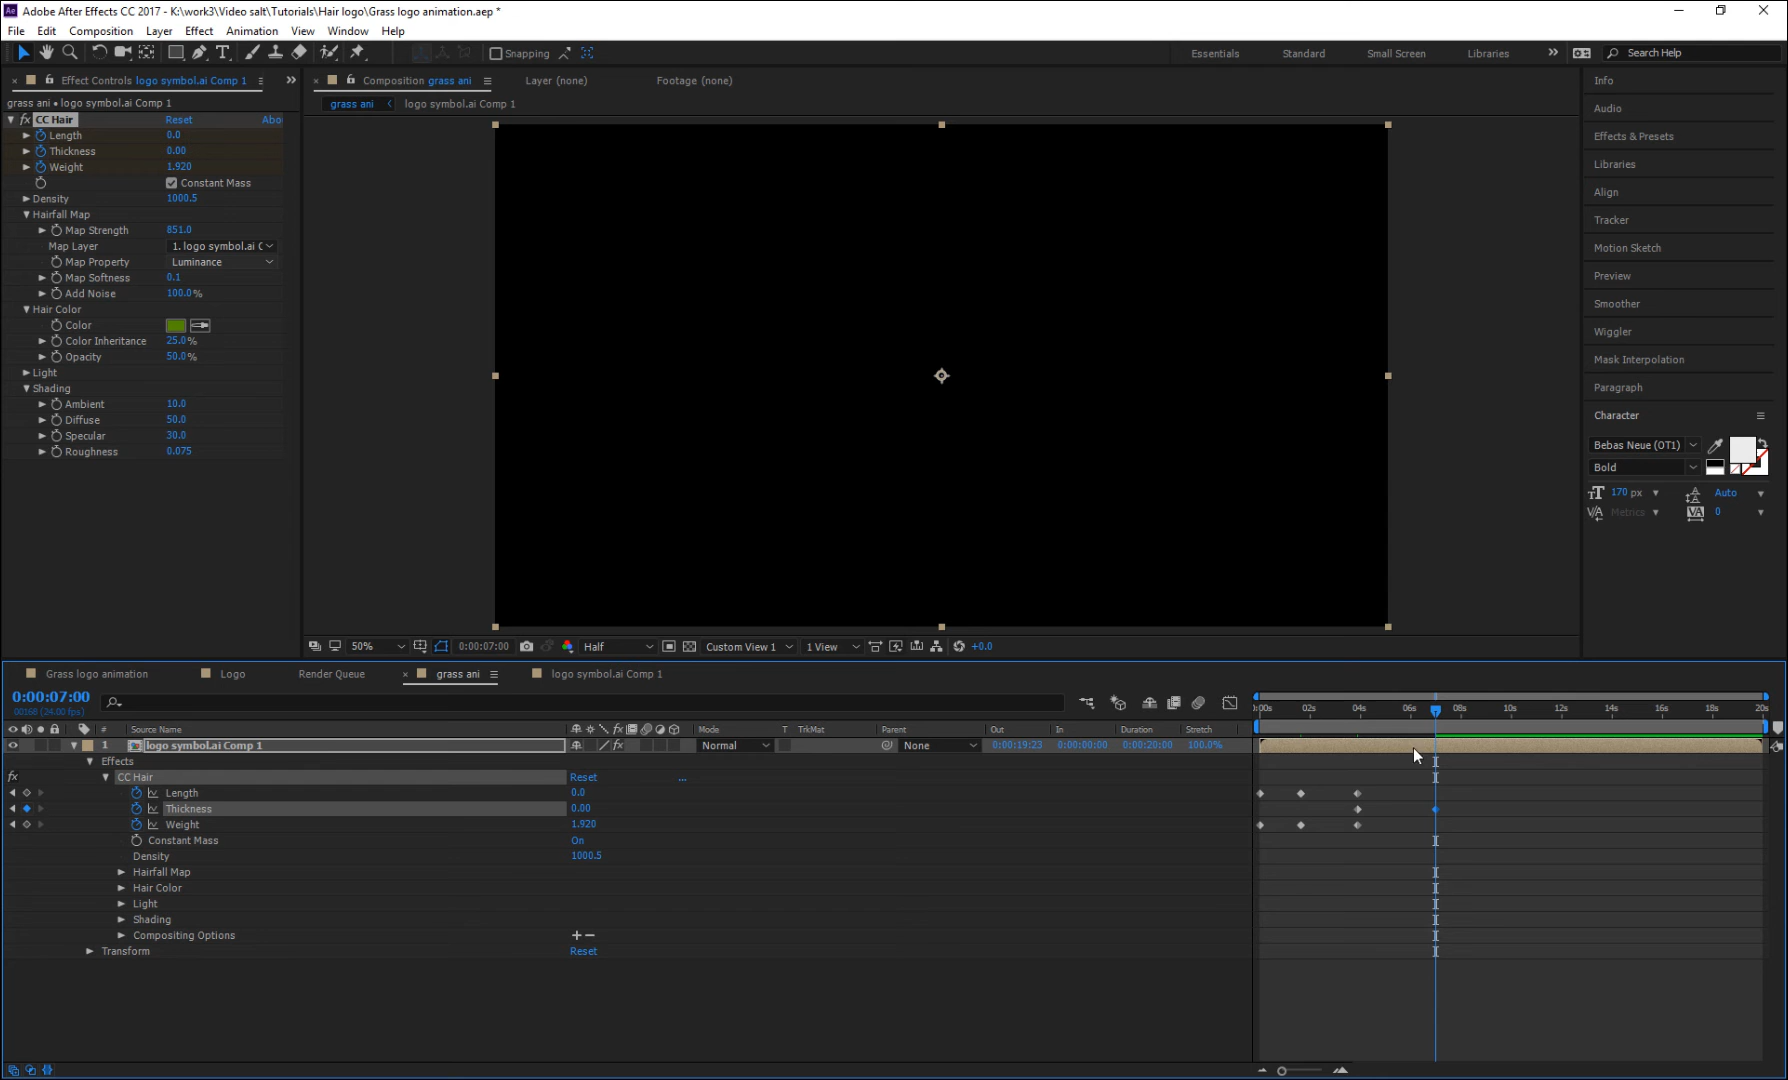 Adobe After Effects CC 2017 - K:\work3\Video salt\Tutorials\Hair logo\Grass logo animation.aep *
File Edit Composition Layer Effect Animation View Window Help
Snapping
Essentials Standard Small Screen Libraries Search Help
Effect Controls logo symbol.ai Comp 1
Composition grass ani
Layer (none)
Footage (none)
grass ani • logo symbol.ai Comp 1
grass ani logo symbol.ai Comp 1
fx CC Hair Reset Abo
Length 0.0
Thickness 0.00
Weight 1.920
Constant Mass
Density 1000.5
Hairfall Map
Map Strength 851.0
Map Layer 1. logo symbol.ai C
Map Property Luminance
Map Softness 0.1
Add Noise 100.0%
Hair Color
Color
Color Inheritance 25.0%
Opacity 50.0%
Light
Shading
Ambient 10.0
Diffuse 50.0
Specular 30.0
Roughness 0.075
Info
Audio
Effects & Presets
Libraries
Align
Tracker
Motion Sketch
Preview
Smoother
Wiggler
Mask Interpolation
Paragraph
Character
Bebas Neue (OT1)
Bold
170 px Auto
Metrics 0
50% 0:00:07:00 Half Custom View 1 1 View +0.0
Grass logo animation Logo Render Queue grass ani logo symbol.ai Comp 1
0:00:07:00
00168 (24.00 fps)
:00s 02s 04s 06s 08s 10s 12s 14s 16s 18s 20s
# Source Name Mode T TrkMat Parent Out In Duration Stretch
1 logo symbol.ai Comp 1 Normal None 0:00:19:23 0:00:00:00 0:00:20:00 100.0%
Effects
fx CC Hair Reset ...
Length 0.0
Thickness 0.00
Weight 1.920
Constant Mass On
Density 1000.5
Hairfall Map
Hair Color
Light
Shading
Compositing Options + −
Transform Reset